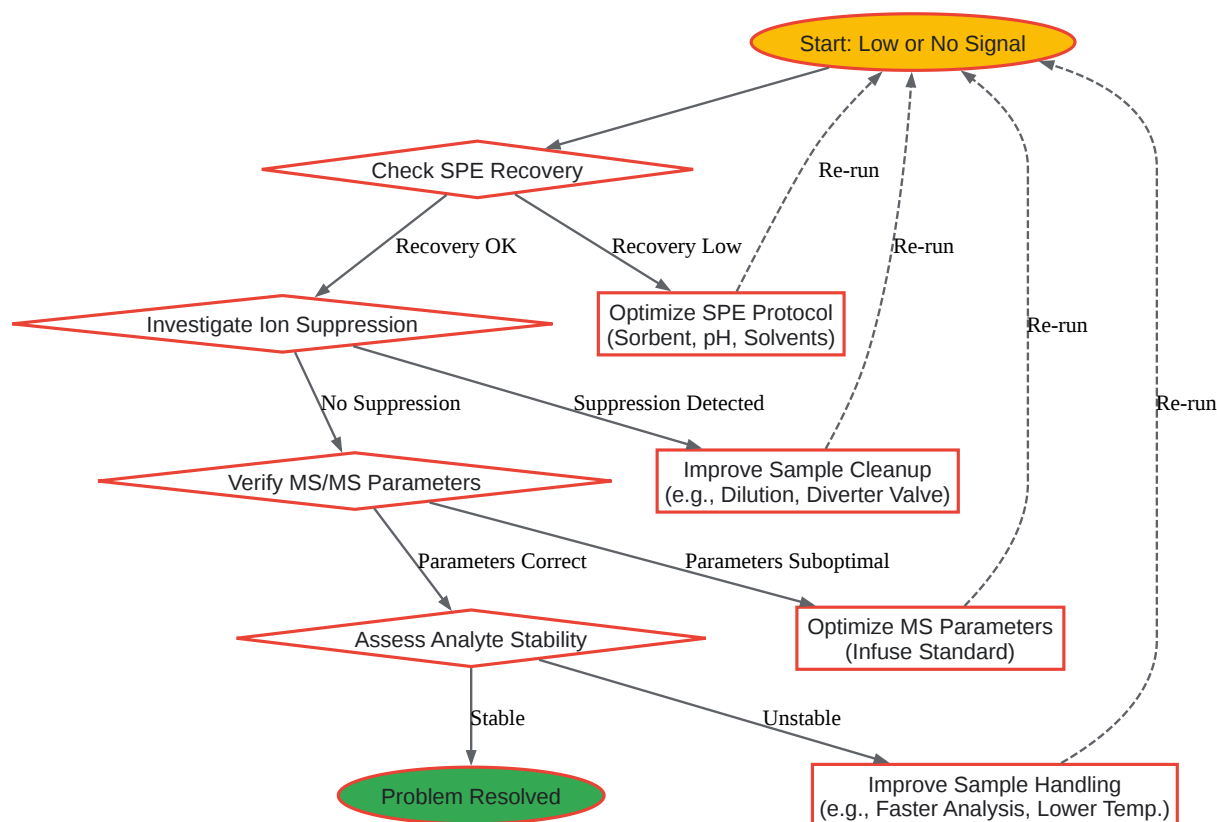 Start: Low or No Signal
Check SPE Recovery
Re-run
Recovery OK
Recovery Low
Re-run
Optimize SPE Protocol
(Sorbent, pH, Solvents)
Investigate Ion Suppression
Re-run
No Suppression
Suppression Detected
Re-run
Improve Sample Cleanup
(e.g., Dilution, Diverter Valve)
Verify MS/MS Parameters
Parameters Correct
Parameters Suboptimal
Optimize MS Parameters
(Infuse Standard)
Assess Analyte Stability
Stable
Unstable
Problem Resolved
Improve Sample Handling
(e.g., Faster Analysis, Lower Temp.)